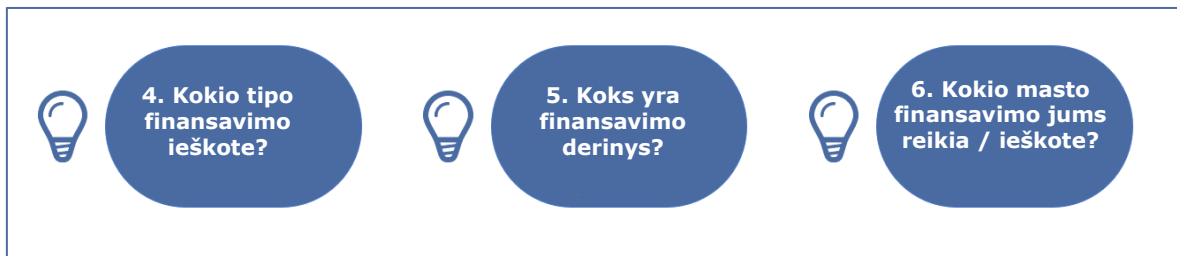 4. Kokio tipo
finansavimo
ieškote?
5. Koks yra
finansavimo
derinys?
6. Kokio masto
finansavimo jums
reikia / ieškote?